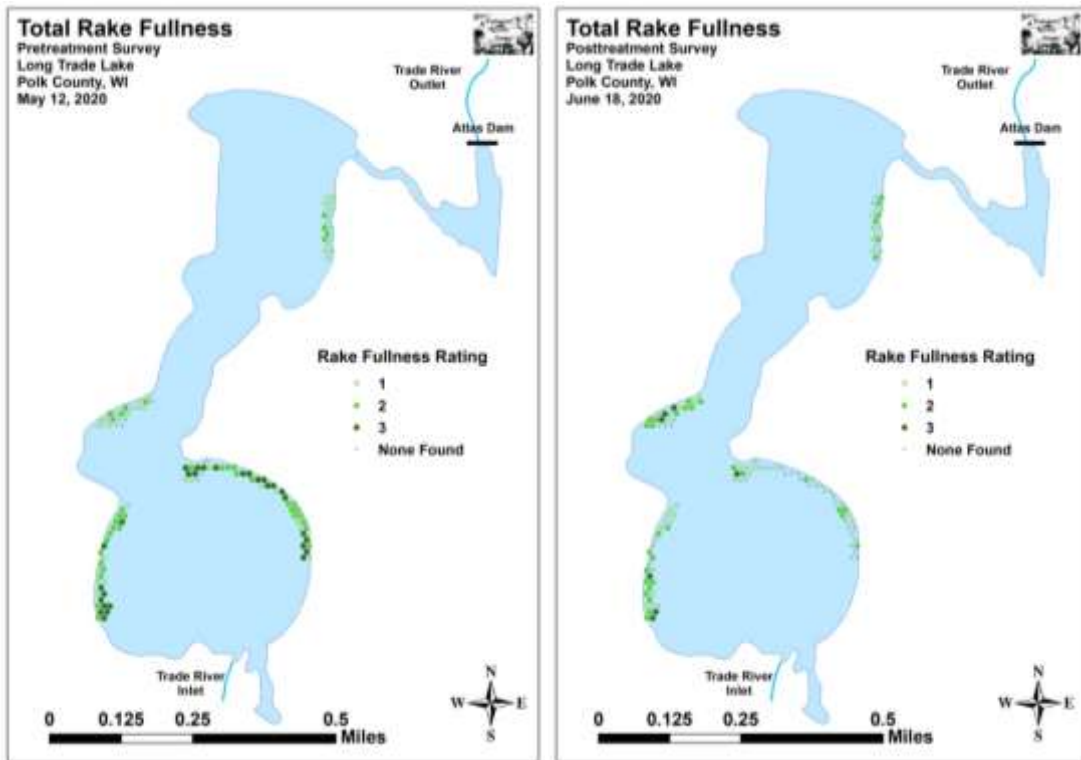 Total Rake Fullness
Pretreatment Survey
Long Trade Lake
Polk County, WI
May 12, 2020
Trade River
Outlet
Atlas Dam
Rake Fullness Rating
1
2
3
None Found
Trade River
Inlet
N
W E
S
0 0.125 0.25 0.5
Miles
Total Rake Fullness
Posttreatment Survey
Long Trade Lake
Polk County, WI
June 18, 2020
Trade River
Outlet
Atlas Dam
Rake Fullness Rating
1
2
3
None Found
Trade River
Inlet
N
W E
S
0 0.125 0.25 0.5
Miles